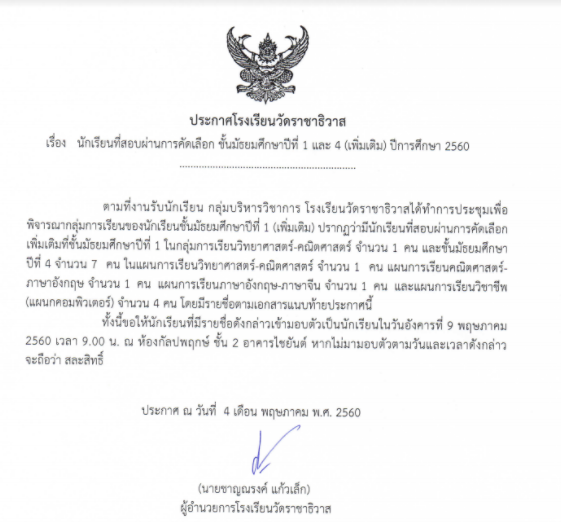 ประกาศโรงเรียนวัดราชาธิวาส
เรื่อง นักเรียนที่สอบผ่านการคัดเลือก ชั้นมัธยมศึกษาปีที่ 1 และ 4 (เพิ่มเติม) ปีการศึกษา 2560
ตามที่งานรับนักเรียน กลุ่มบริหารวิชาการ โรงเรียนวัดราชาธิวาสได้ทำการประชุมเพื่อ
พิจารณากลุ่มการเรียนของนักเรียนชั้นมัธยมศึกษาปีที่ 1 (เพิ่มเติม) ปรากฏว่ามีนักเรียนที่สอบผ่านการคัดเลือก
เพิ่มเติมที่ชั้นมัธยมศึกษาปีที่ 1 ในกลุ่มการเรียนวิทยาศาสตร์-คณิตศาสตร์ จำนวน 1 คน และชั้นมัธยมศึกษา
ปีที่ 4 จำนวน 7 คน ในแผนการเรียนวิทยาศาสตร์-คณิตศาสตร์ จำนวน 1 คน แผนการเรียนคณิตศาสตร์-
ภาษาอังกฤษ จำนวน 1 คน แผนการเรียนภาษาอังกฤษ-ภาษาจีน จำนวน 1 คน และแผนการเรียนวิชาชีพ
(แผนกคอมพิวเตอร์) จำนวน 4 คน โดยมีรายชื่อตามเอกสารแนบท้ายประกาศนี้
ทั้งนี้ขอให้นักเรียนที่มีรายชื่อดังกล่าวเข้ามอบตัวเป็นนักเรียนในวันอังคารที่ 9 พฤษภาคม
2560 เวลา 9.00 น. ณ ห้องกัลปพฤกษ์ ชั้น 2 อาคารไชยันต์ หากไม่มามอบตัวตามวันและเวลาดังกล่าว
จะถือว่า สละสิทธิ์
ประกาศ ณ วันที่ 4 เดือน พฤษภาคม พ.ศ. 2560
(นายชาญณรงค์ แก้วเล็ก)
ผู้อำนวยการโรงเรียนวัดราชาธิวาส